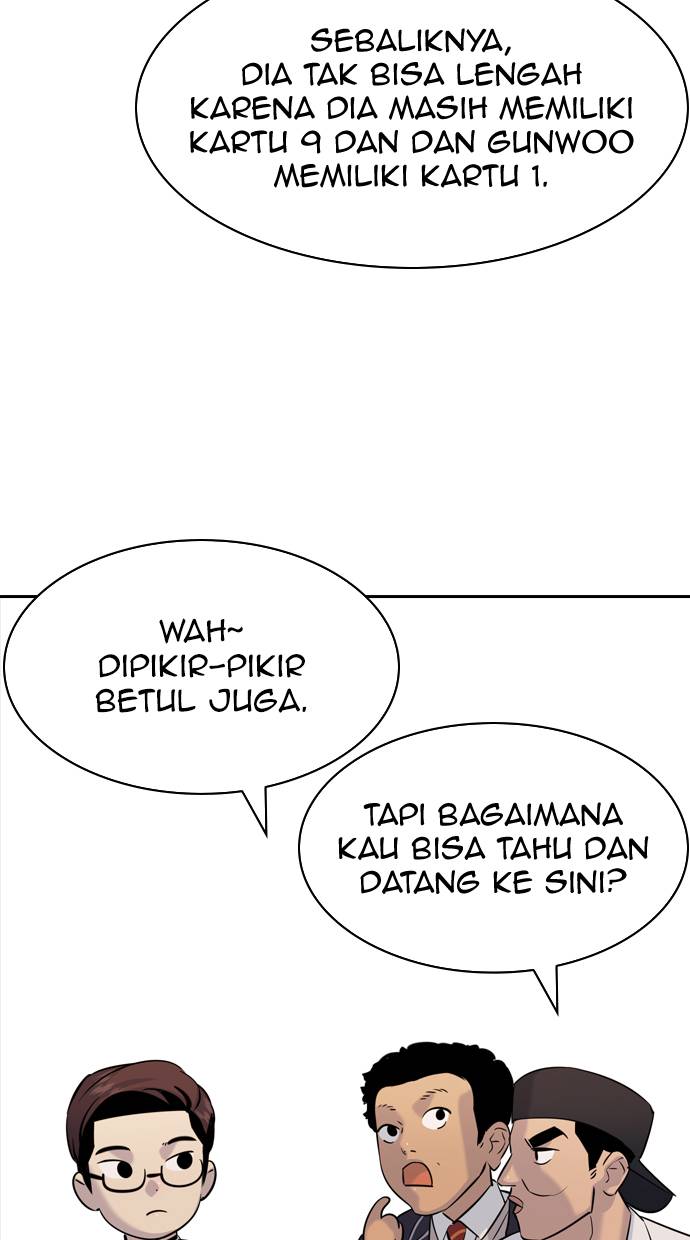 SEBALIKNYA,
DIA TAK BISA LENGAH
KARENA DIA MASIH MEMILIKI
KARTU 9 DAN DAN GUNWOO
MEMILIKI KARTU 1.
WAH~
DIPIKIR-PIKIR
BETUL JUGA.
TAPI BAGAIMANA
KAU BISA TAHU DAN
DATANG KE SINI?